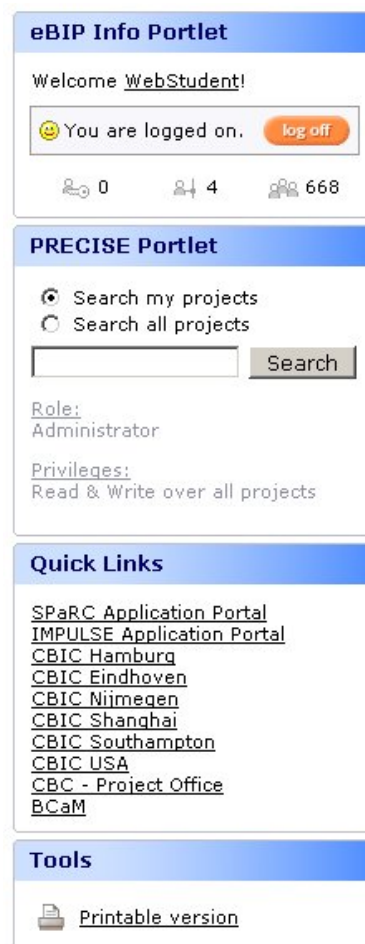 eBIP Info Portlet
Welcome WebStudent!
You are logged on. log off
0 4 668
PRECISE Portlet
Search my projects
Search all projects
Search
Role:
Administrator
Privileges:
Read & Write over all projects
Quick Links
SPaRC Application Portal
IMPULSE Application Portal
CBIC Hamburg
CBIC Eindhoven
CBIC Nijmegen
CBIC Shanghai
CBIC Southampton
CBIC USA
CBC - Project Office
BCaM
Tools
Printable version